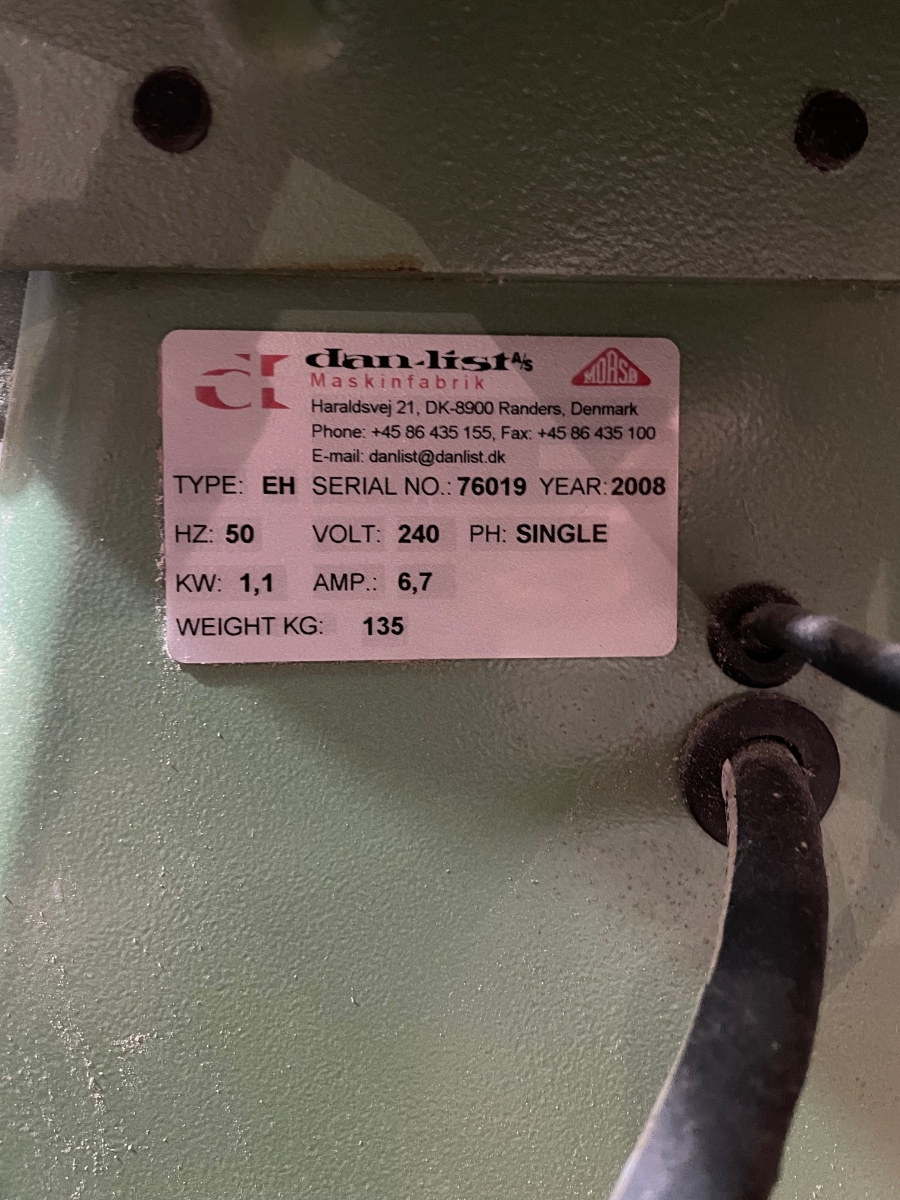 dan-list A/S
Maskinfabrik
MORSØ
Haraldsvej 21, DK-8900 Randers, Denmark
Phone: +45 86 435 155, Fax: +45 86 435 100
E-mail: danlist@danlist.dk
TYPE: EH SERIAL NO.: 76019 YEAR: 2008
HZ: 50 VOLT: 240 PH: SINGLE
KW: 1,1 AMP.: 6,7
WEIGHT KG: 135